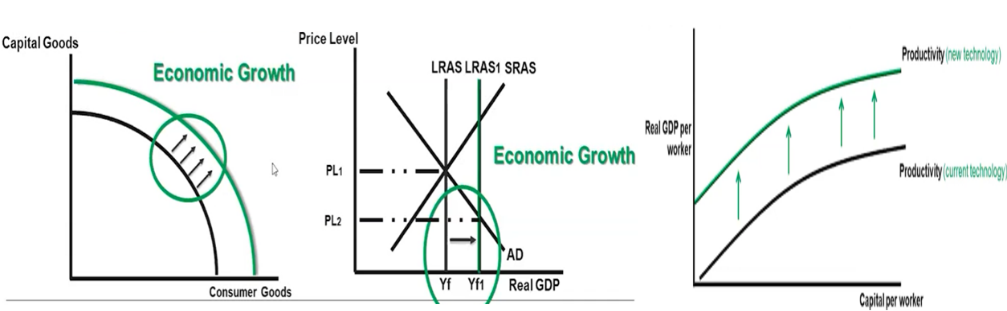 Capital Goods
Economic Growth
Consumer Goods
Price Level
LRAS LRAS1 SRAS
Economic Growth
PL1
PL2
AD
Yf Yf1 Real GDP
Productivity (new technology)
Real GDP per
worker
Productivity (current technology)
Capital per worker